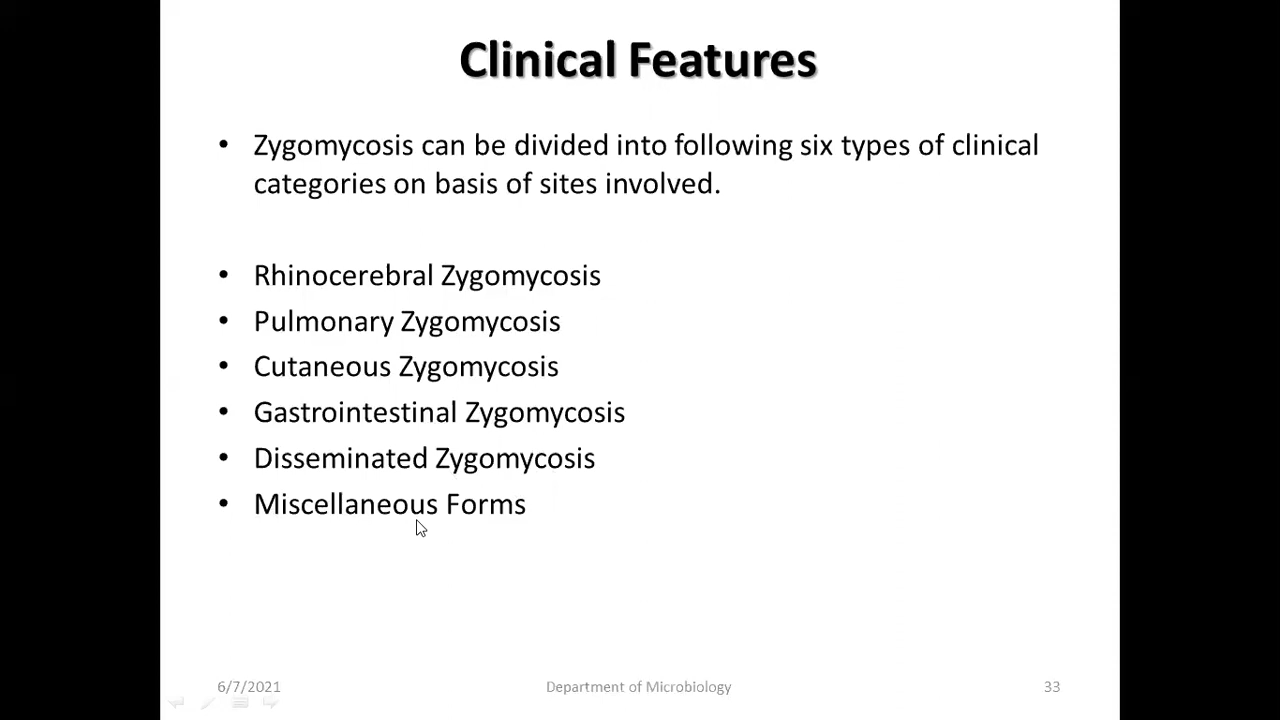 Clinical Features
• Zygomycosis can be divided into following six types of clinical
categories on basis of sites involved.
• Rhinocerebral Zygomycosis
• Pulmonary Zygomycosis
• Cutaneous Zygomycosis
• Gastrointestinal Zygomycosis
• Disseminated Zygomycosis
• Miscellaneous Forms
6/7/2021 Department of Microbiology 33